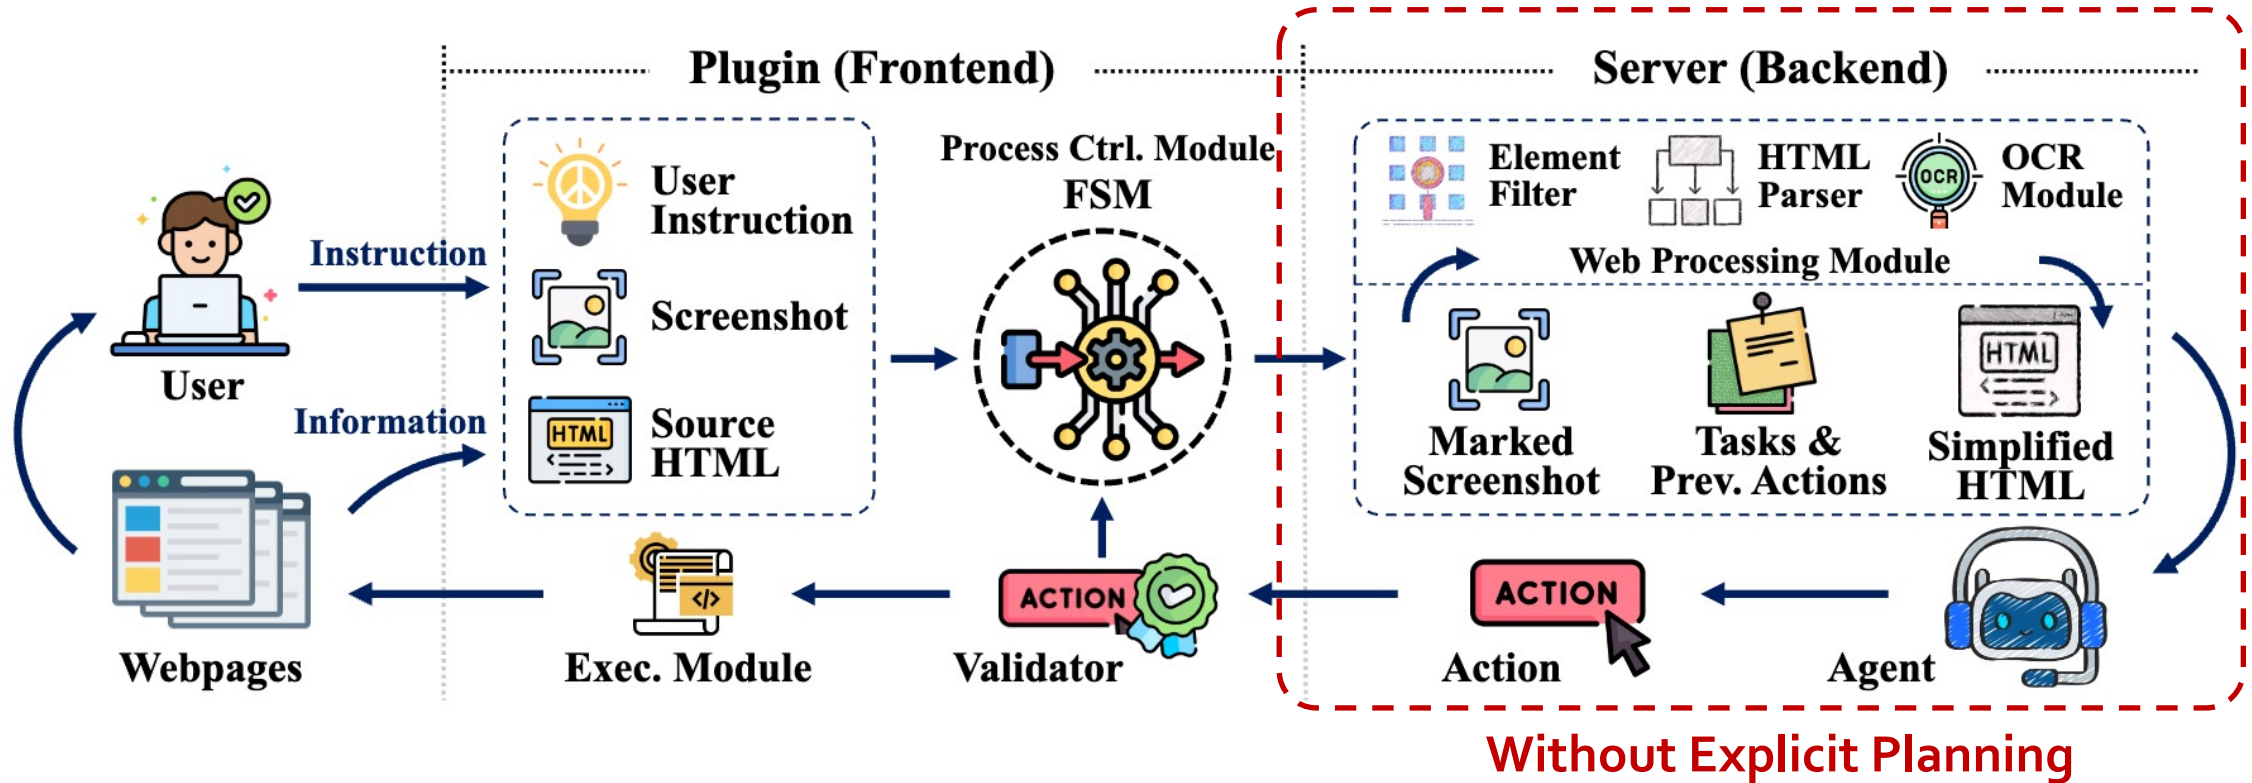 Plugin (Frontend)
Server (Backend)
Instruction
User
Information
Webpages
User
Instruction
Screenshot
HTML
Source
HTML
Process Ctrl. Module
FSM
Element
Filter
HTML
Parser
OCR
OCR
Module
Web Processing Module
Marked
Screenshot
Tasks &
Prev. Actions
HTML
Simplified
HTML
Exec. Module
ACTION
Validator
ACTION
Action
Agent
Without Explicit Planning